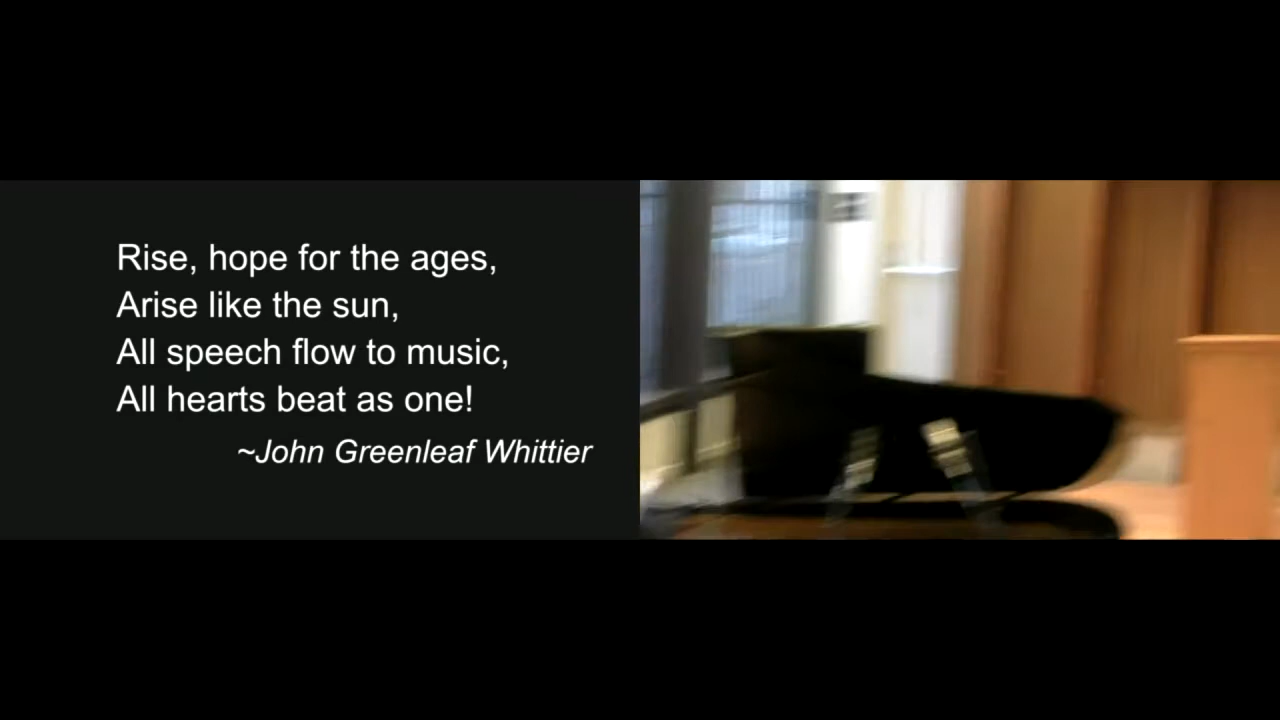 Rise, hope for the ages,
Arise like the sun,
All speech flow to music,
All hearts beat as one!
~John Greenleaf Whittier